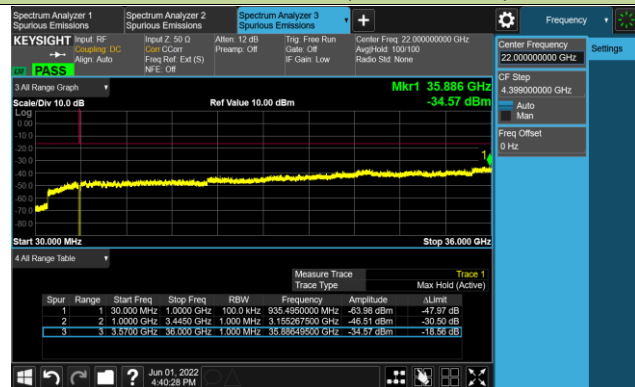 Spectrum Analyzer 1
Spurious Emissions
Spectrum Analyzer 2
Spurious Emissions
Spectrum Analyzer 3
Spurious Emissions
Frequency
KEYSIGHT
Input: RF
Coupling: DC
Align: Auto
Input Z: 50 Ω
Corr CCorr
Freq Ref: Ext (S)
NFE: Off
Atten: 12 dB
Preamp: Off
Trig: Free Run
Gate: Off
IF Gain: Low
Center Freq: 22.000000000 GHz
Avg|Hold: 100/100
Radio Std: None
PASS
Center Frequency
22.000000000 GHz
Settings
CF Step
4.399000000 GHz
Auto
Man
Freq Offset
0 Hz
3 All Range Graph
Mkr1 35.886 GHz
-34.57 dBm
Scale/Div 10.0 dB
Ref Value 10.00 dBm
Log
0.00
-10.0
-20.0
-30.0
-40.0
-50.0
-60.0
-70.0
-80.0
1
Start 30.000 MHz
Stop 36.000 GHz
4 All Range Table
Measure Trace Trace 1
Trace Type Max Hold (Active)
Spur Range Start Freq Stop Freq RBW Frequency Amplitude ΔLimit
1 1 30.000 MHz 1.0000 GHz 100.0 kHz 935.4950000 MHz -63.98 dBm -47.97 dB
2 2 1.0000 GHz 3.4450 GHz 1.000 MHz 3.155267500 GHz -46.51 dBm -30.50 dB
3 3 3.5700 GHz 36.000 GHz 1.000 MHz 35.88649500 GHz -34.57 dBm -18.56 dB
Jun 01, 2022
4:40:28 PM